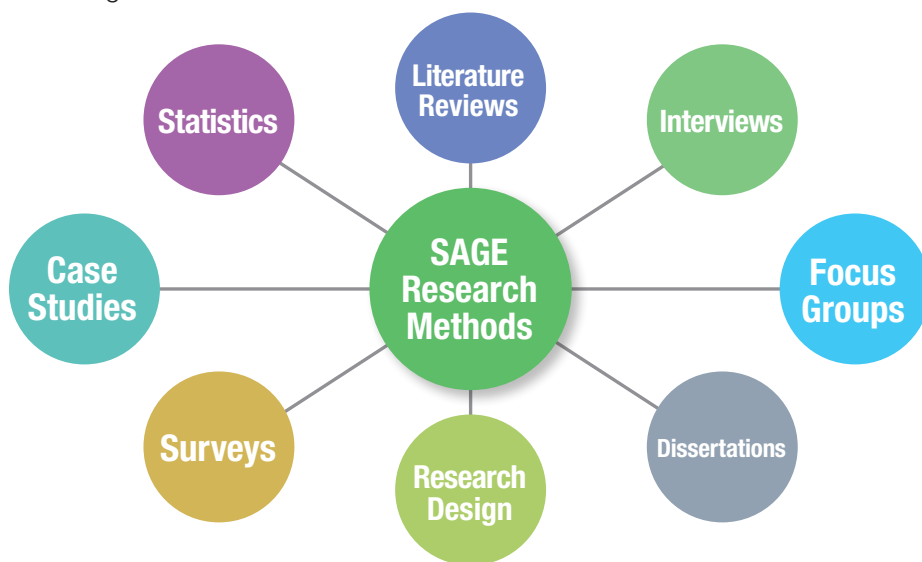 Literature
Reviews
Statistics
Interviews
SAGE
Research
Methods
Case
Studies
Focus
Groups
Surveys
Dissertations
Research
Design